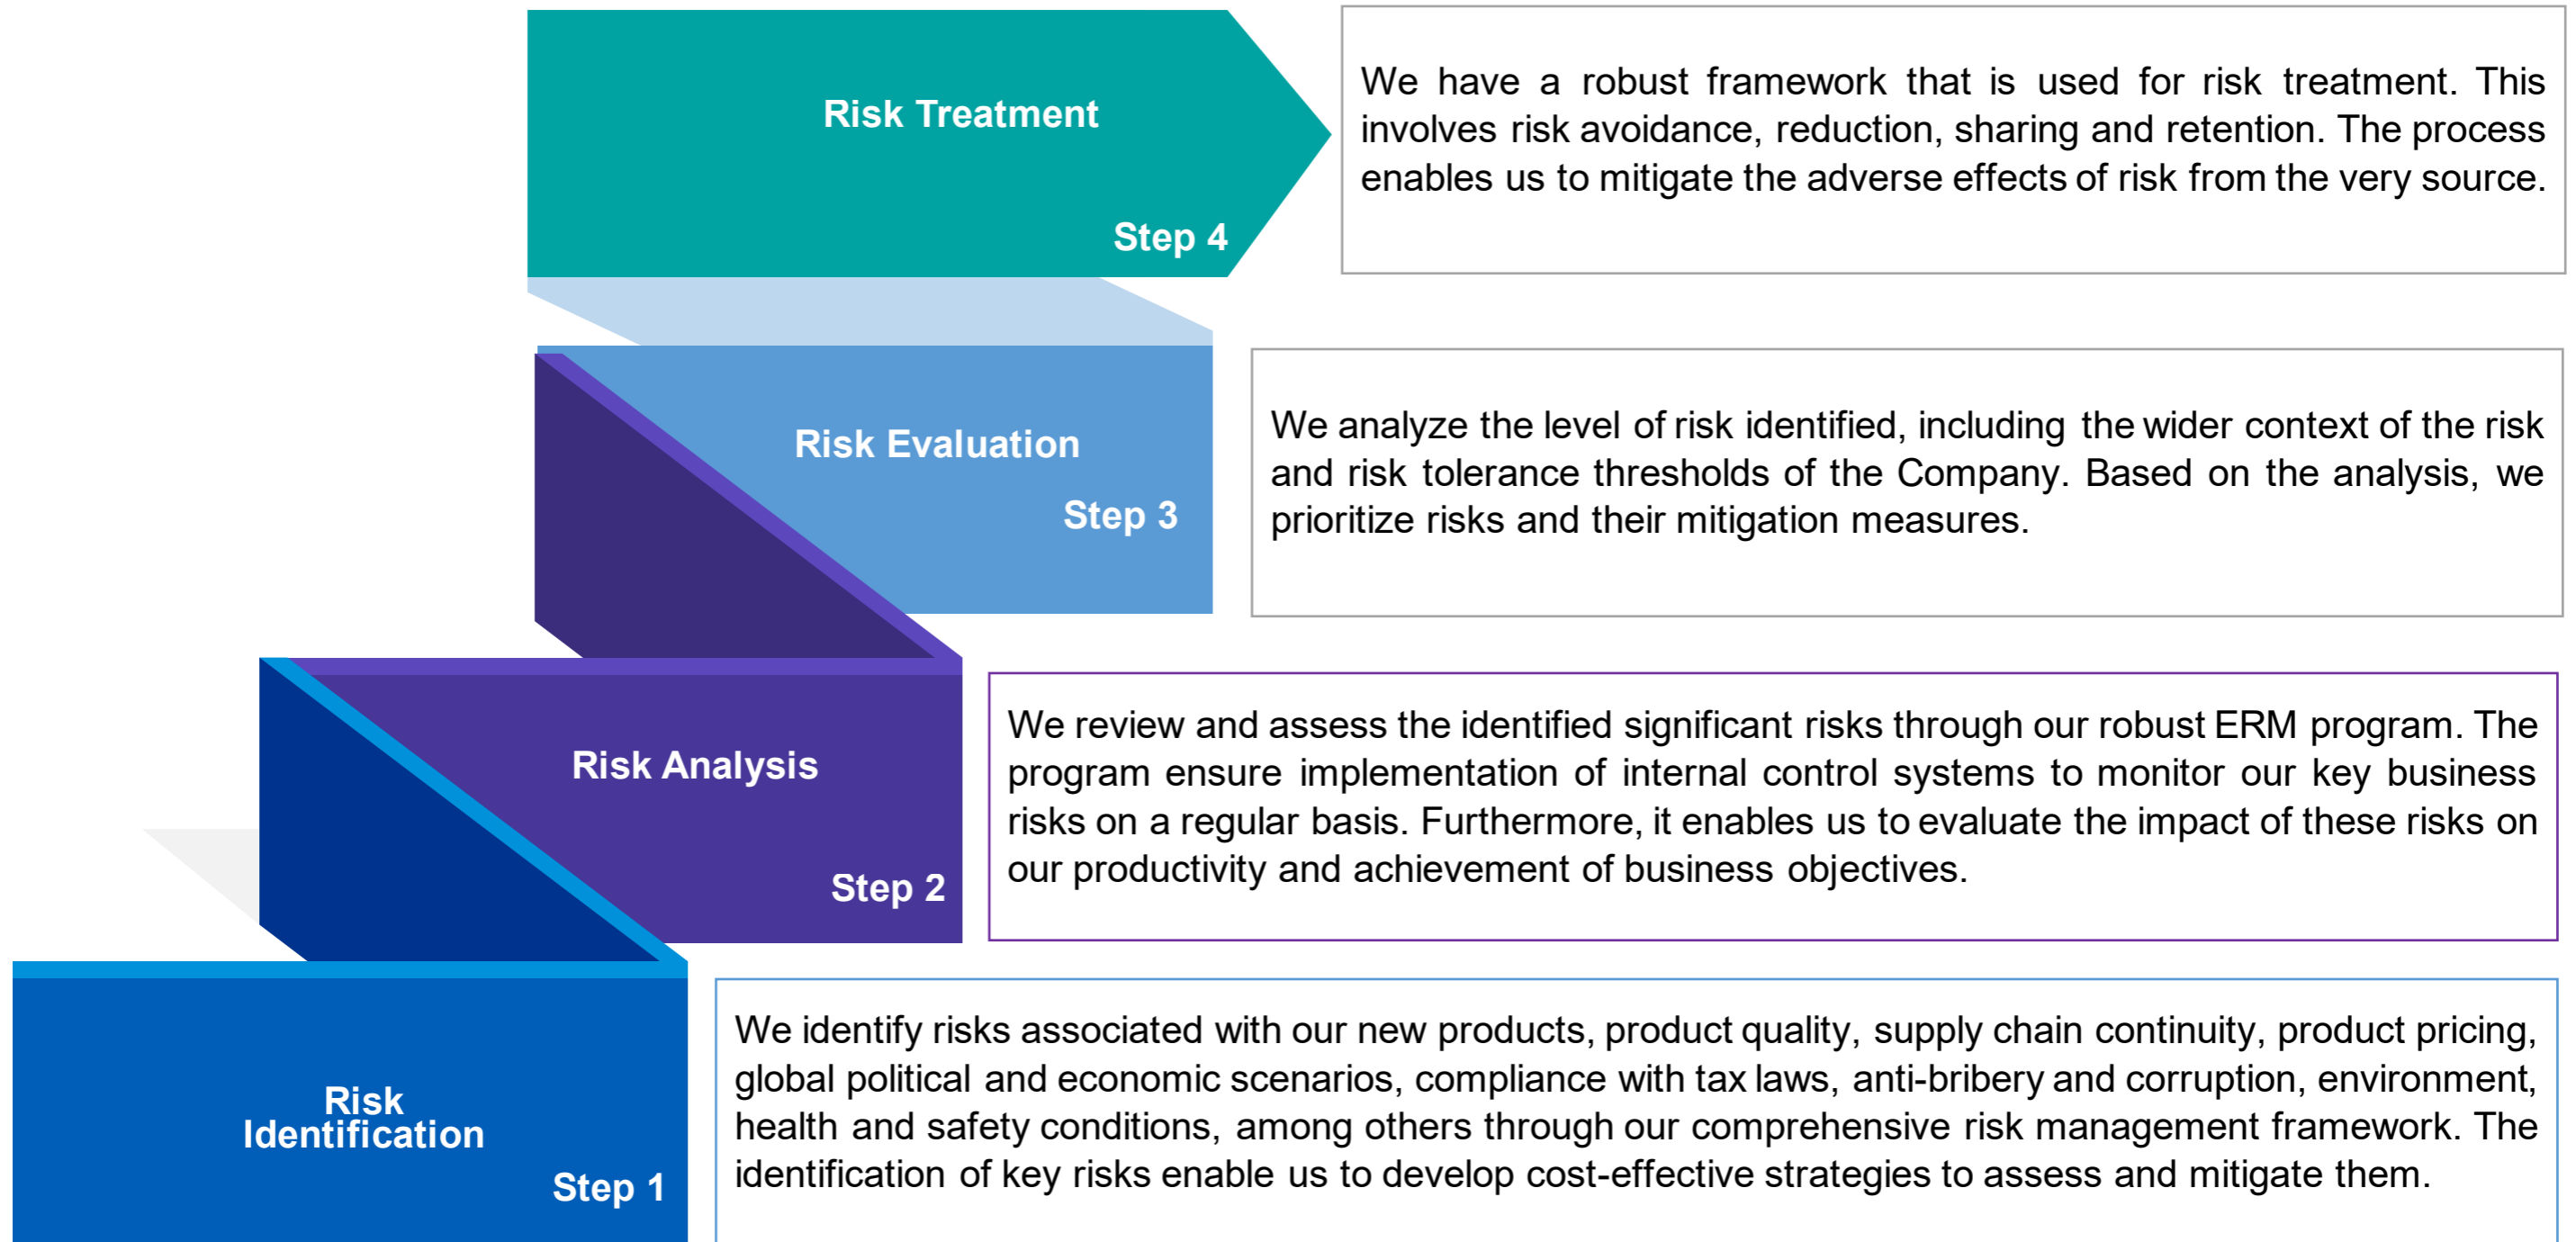 Risk Treatment
Step 4
We have a robust framework that is used for risk treatment. This
involves risk avoidance, reduction, sharing and retention. The process
enables us to mitigate the adverse effects of risk from the very source.
Risk Evaluation
Step 3
We analyze the level of risk identified, including the wider context of the risk
and risk tolerance thresholds of the Company. Based on the analysis, we
prioritize risks and their mitigation measures.
Risk Analysis
Step 2
We review and assess the identified significant risks through our robust ERM program. The
program ensure implementation of internal control systems to monitor our key business
risks on a regular basis. Furthermore, it enables us to evaluate the impact of these risks on
our productivity and achievement of business objectives.
Risk
Identification
Step 1
We identify risks associated with our new products, product quality, supply chain continuity, product pricing,
global political and economic scenarios, compliance with tax laws, anti-bribery and corruption, environment,
health and safety conditions, among others through our comprehensive risk management framework. The
identification of key risks enable us to develop cost-effective strategies to assess and mitigate them.